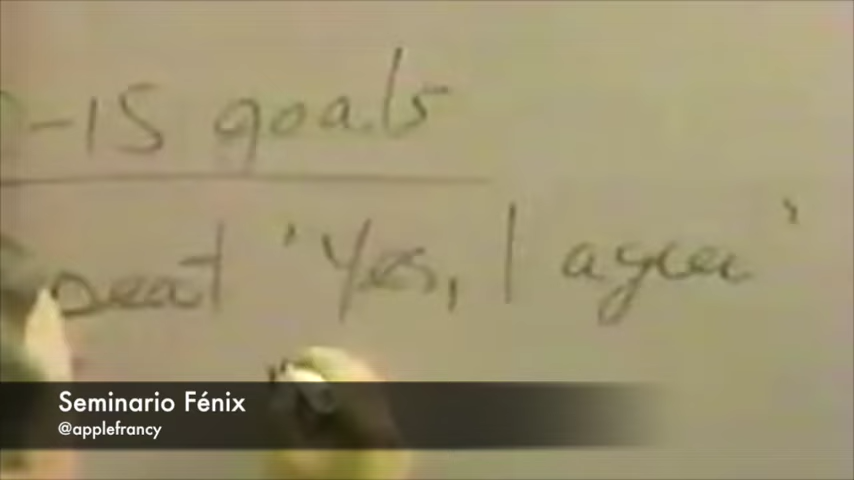 -15 goals
peat 'Yes, I agree'
Seminario Fénix
@applefrancy